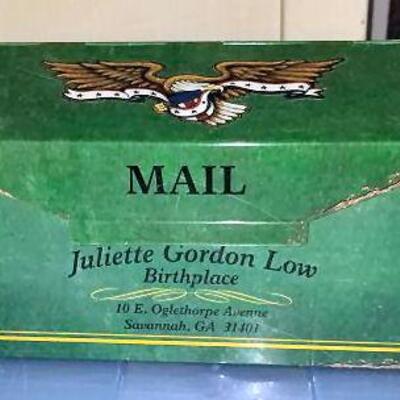 MAIL
Juliette Gordon Low
Birthplace
10 E. Oglethorpe Avenue
Savannah, GA 31401